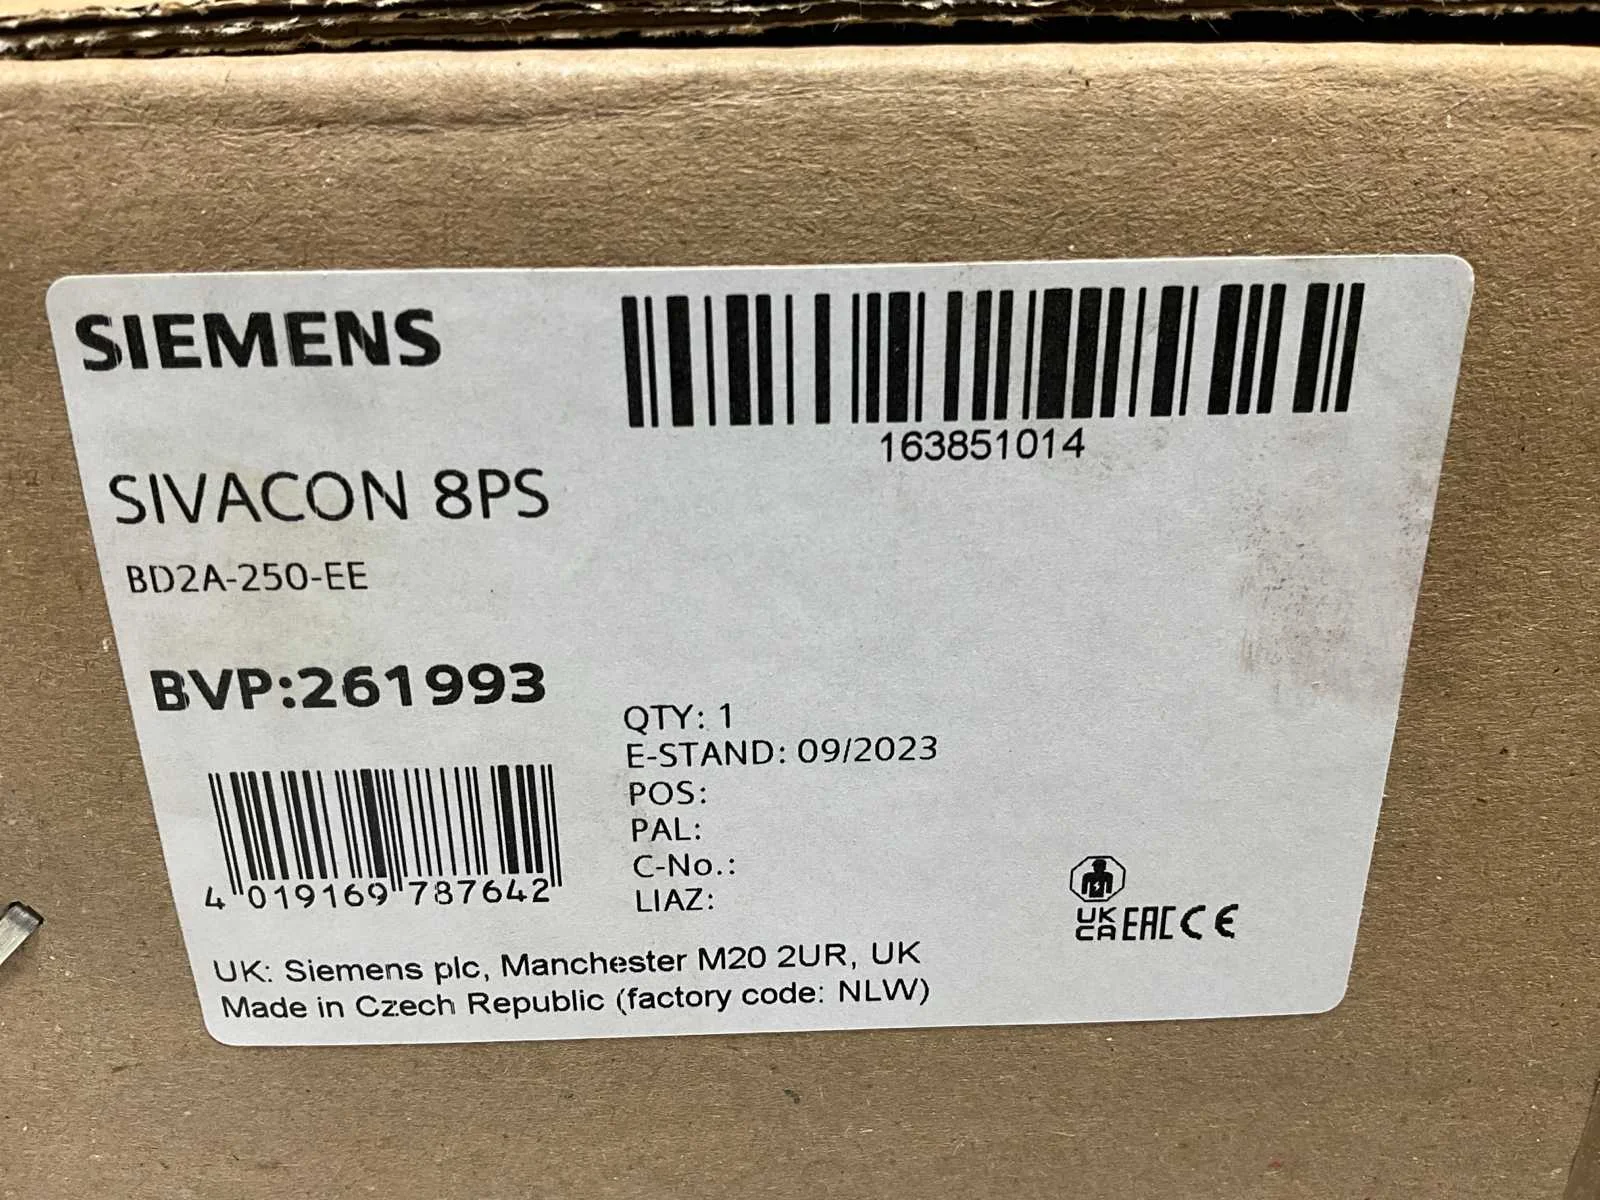 SIEMENS
163851014
SIVACON 8PS
BD2A-250-EE
BVP:261993
QTY: 1
E-STAND: 09/2023
POS:
PAL:
C-No.:
LIAZ:
4 019169 787642
UK CA EAC CE
UK: Siemens plc, Manchester M20 2UR, UK
Made in Czech Republic (factory code: NLW)